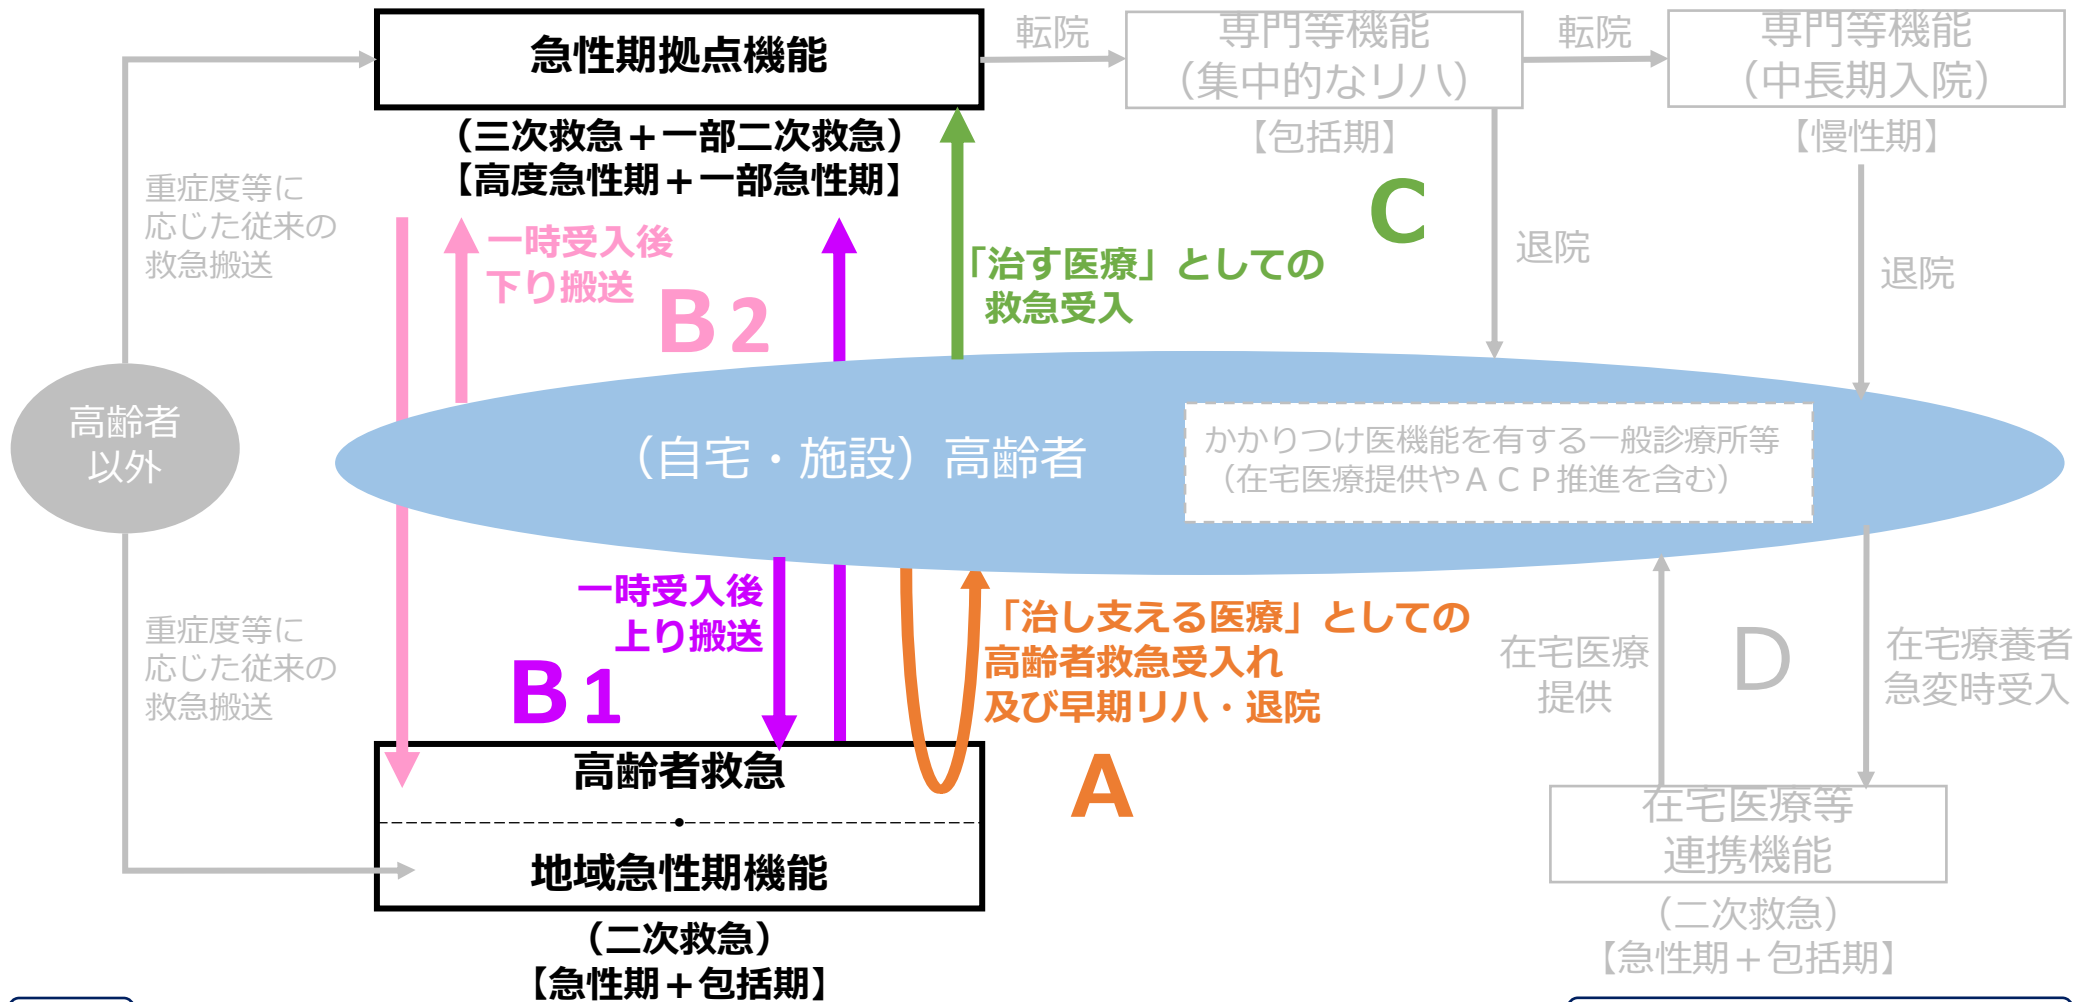 急性期拠点機能
（三次救急＋一部二次救急）
【高度急性期＋一部急性期】
転院
専門等機能
（集中的なリハ）
【包括期】
転院
専門等機能
（中長期入院）
【慢性期】
重症度等に
応じた従来の
救急搬送
一時受入後
下り搬送
B2
「治す医療」としての
救急受入
C
退院
退院
高齢者
以外
（自宅・施設）高齢者
かかりつけ医機能を有する一般診療所等
（在宅医療提供やＡＣＰ推進を含む）
重症度等に
応じた従来の
救急搬送
一時受入後
上り搬送
B1
「治し支える医療」としての
高齢者救急受入れ
及び早期リハ・退院
A
在宅医療
提供
D
在宅療養者
急変時受入
高齢者救急
・
地域急性期機能
（二次救急）
【急性期＋包括期】
在宅医療等
連携機能
（二次救急）
【急性期＋包括期】